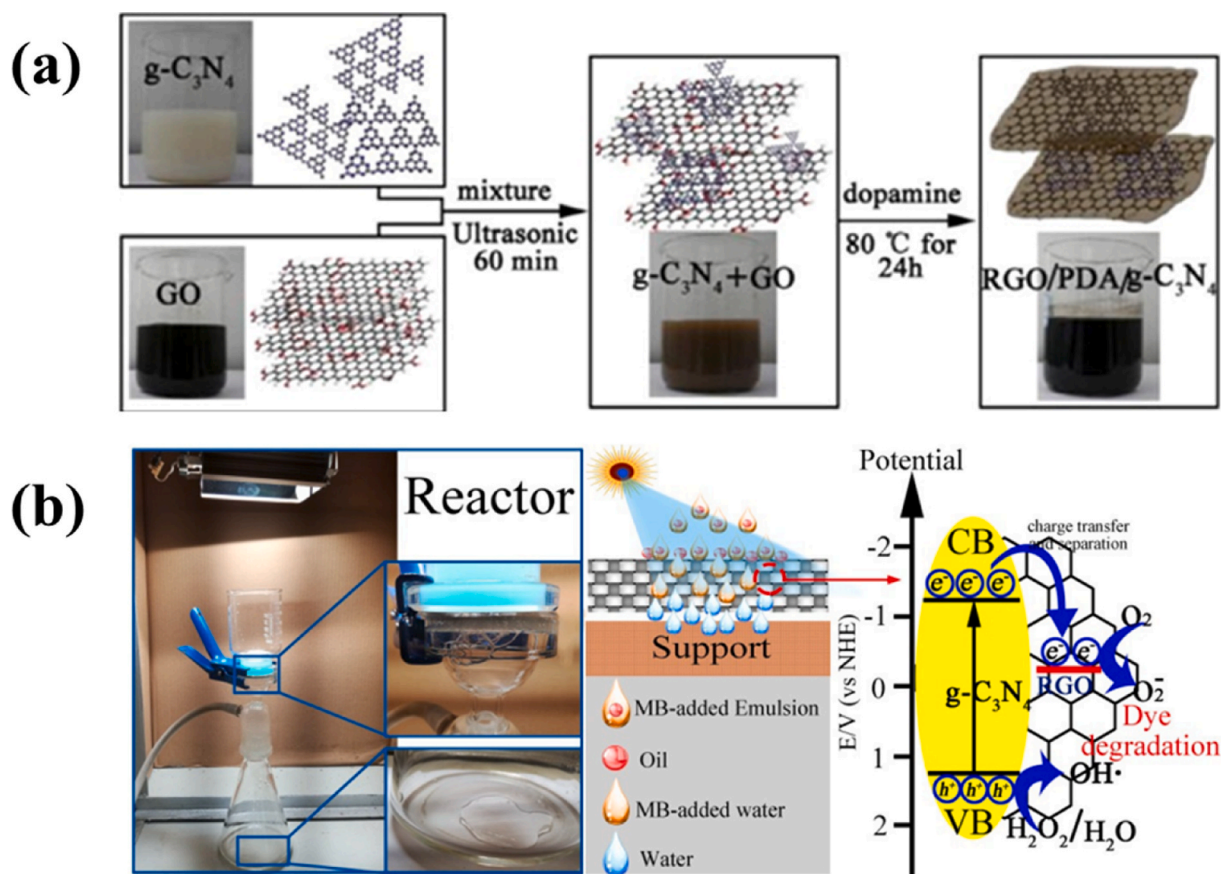 (a)
g-C₃N₄
GO
mixture
Ultrasonic
60 min
g-C₃N₄+GO
dopamine
80 ℃ for
24h
RGO/PDA/g-C₃N₄
(b)
Reactor
Support
MB-added Emulsion
Oil
MB-added water
Water
Potential
E/V (vs NHE)
-2
-1
0
1
2
CB
charge transfer
and separation
e⁻ e⁻ e⁻
e⁻ e⁻
O₂
RGO
O₂⁻
g-C₃N₄
Dye
degradation
OH·
h⁺ h⁺ h⁺
VB
H₂O₂/H₂O